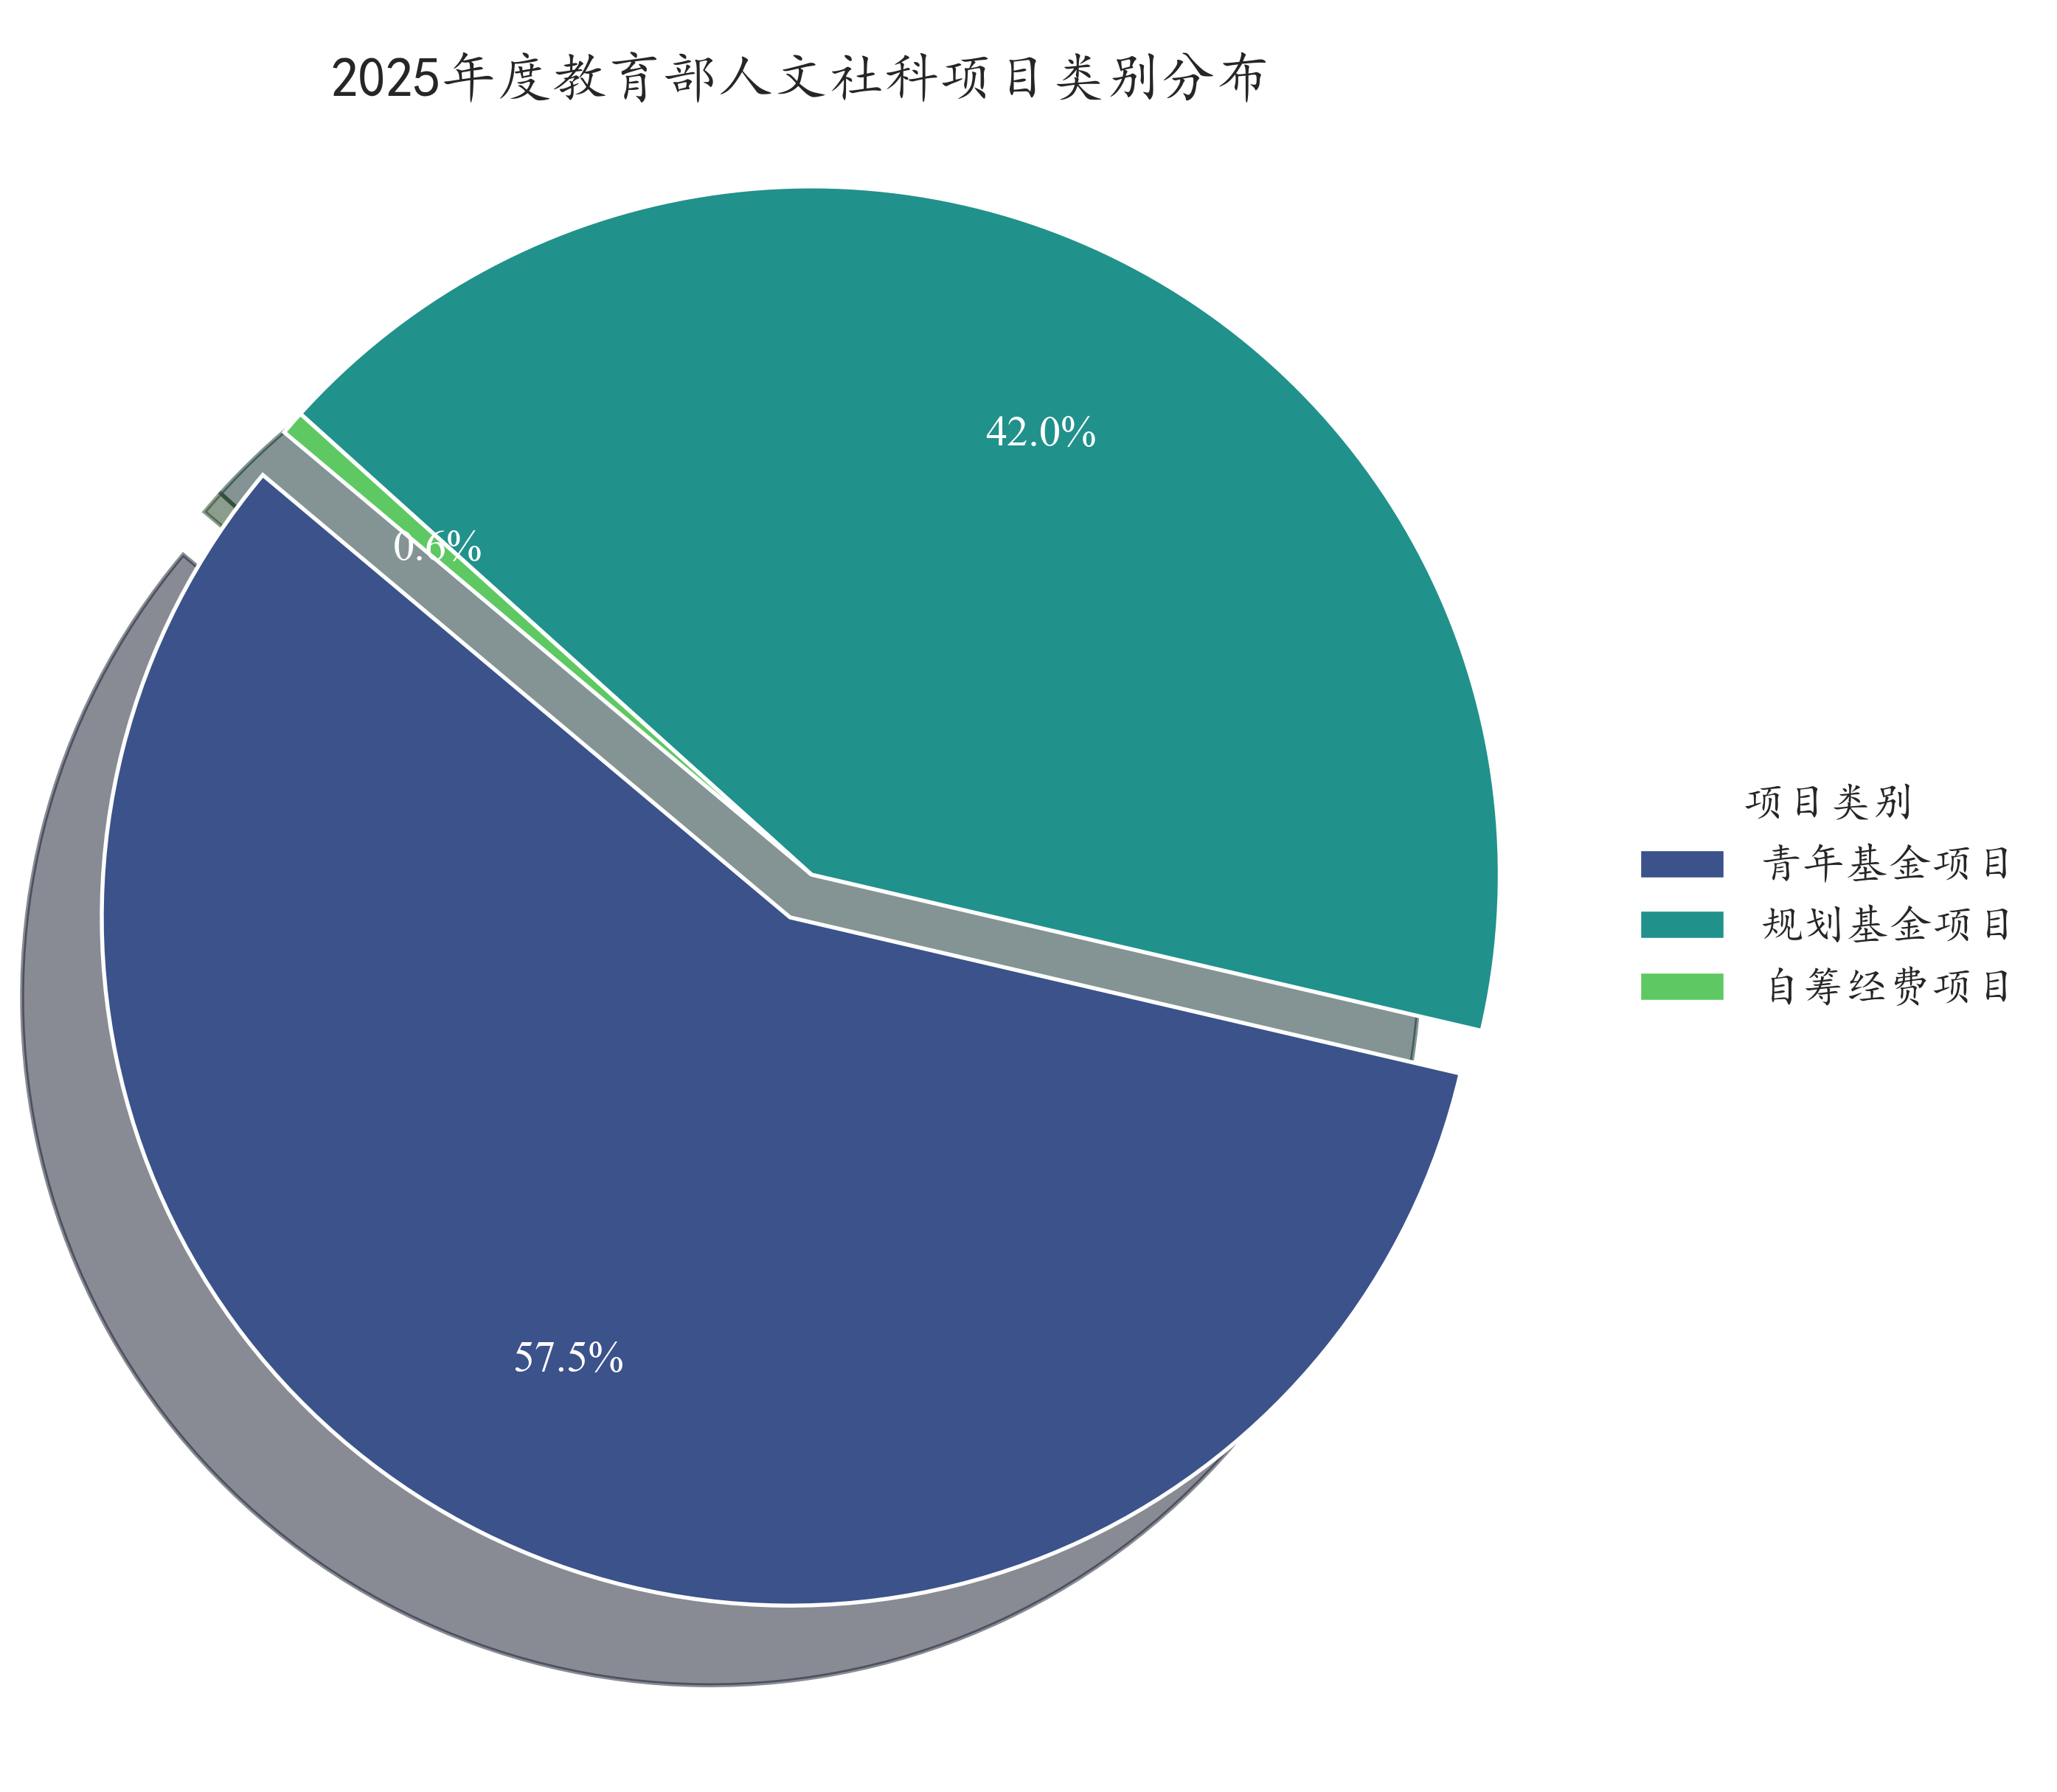 2025年度教育部人文社科项目类别分布
42.0%
0.6%
57.5%
项目类别
青年基金项目
规划基金项目
自筹经费项目